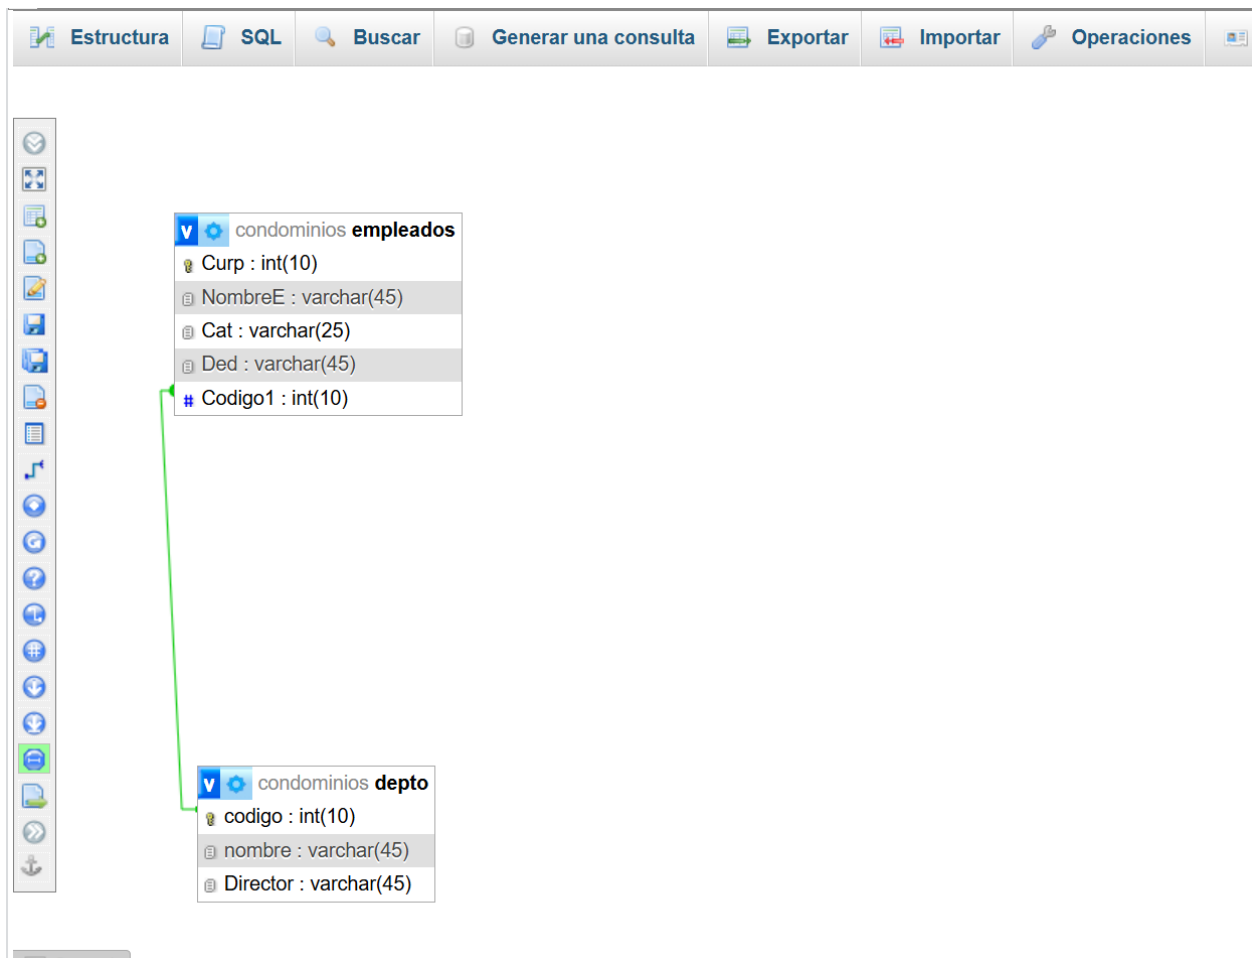 Estructura SQL Buscar Generar una consulta Exportar Importar Operaciones
condominios empleados
Curp : int(10)
NombreE : varchar(45)
Cat : varchar(25)
Ded : varchar(45)
# Codigo1 : int(10)
condominios depto
codigo : int(10)
nombre : varchar(45)
Director : varchar(45)